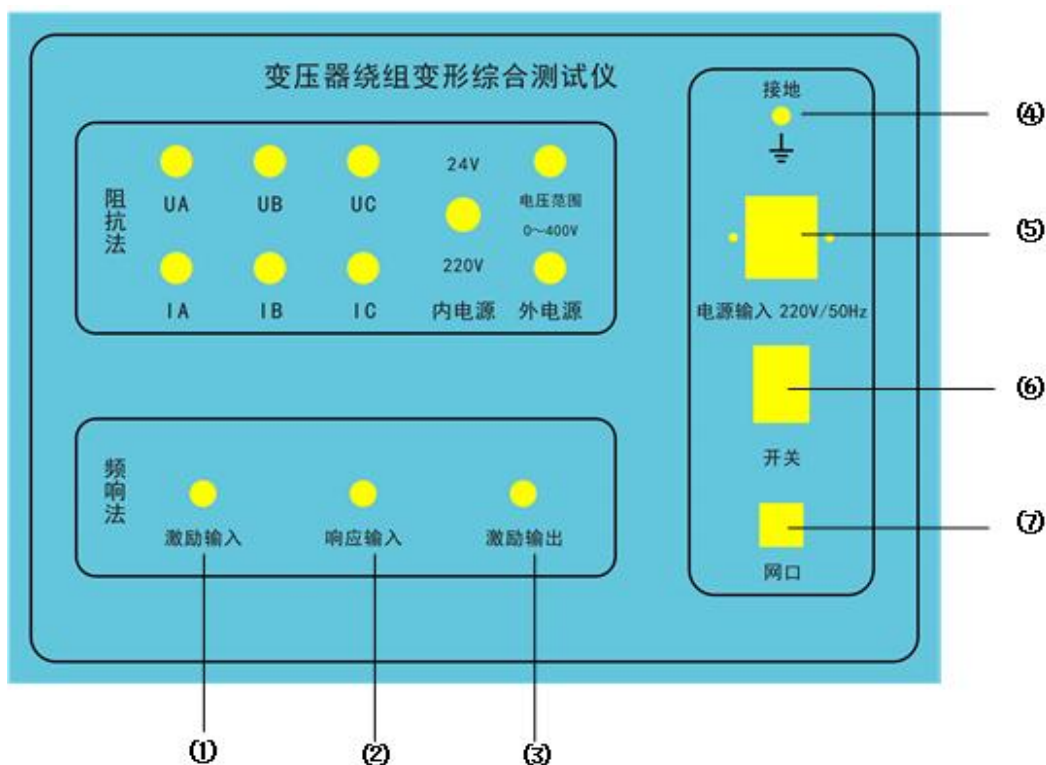 变压器绕组变形综合测试仪
阻抗法
UA UB UC
IA IB IC
24V
220V
内电源
电压范围
0～400V
外电源
频响法
激励输入 响应输入 激励输出
接地
电源输入 220V/50Hz
开关
网口
⑴ ⑵ ⑶
⑷
⑸
⑹
⑺